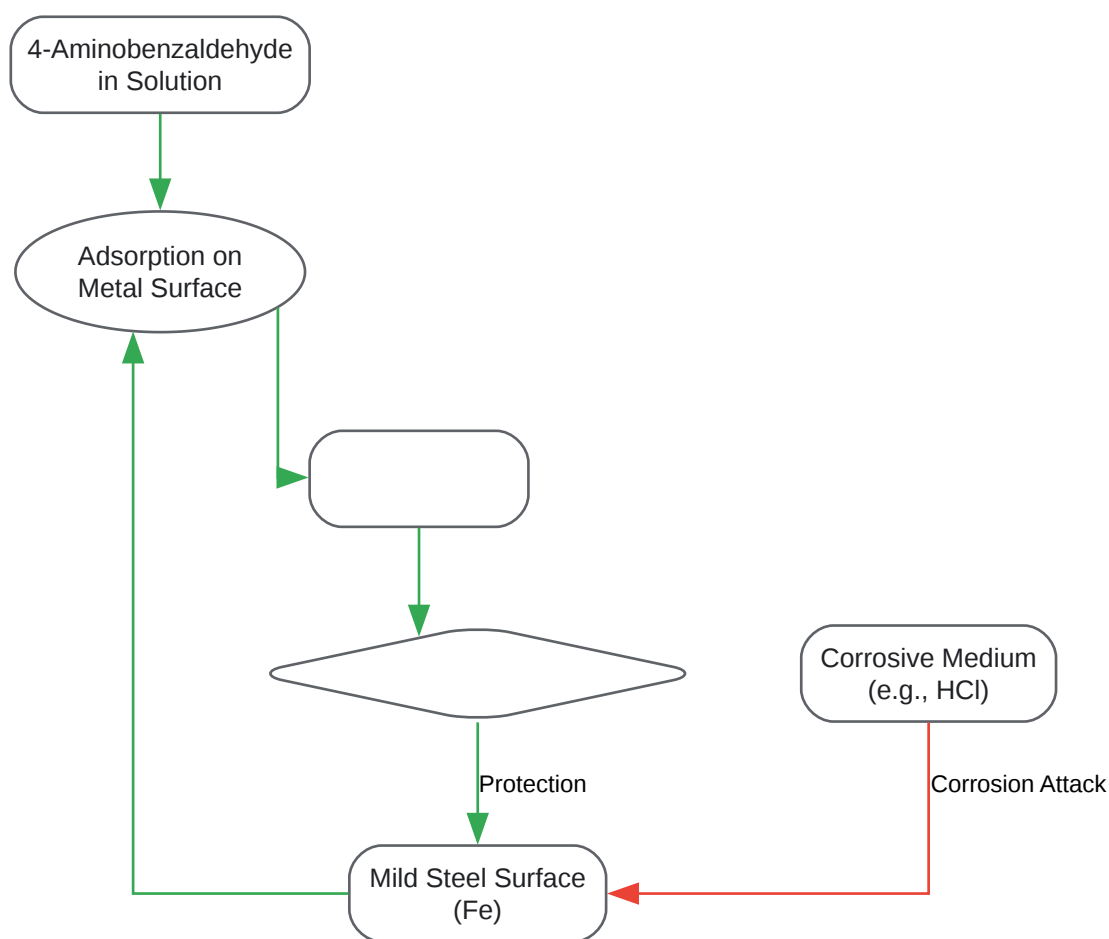 4-Aminobenzaldehyde
in Solution
Adsorption on
Metal Surface
Corrosive Medium
(e.g., HCl)
Protection
Corrosion Attack
Mild Steel Surface
(Fe)